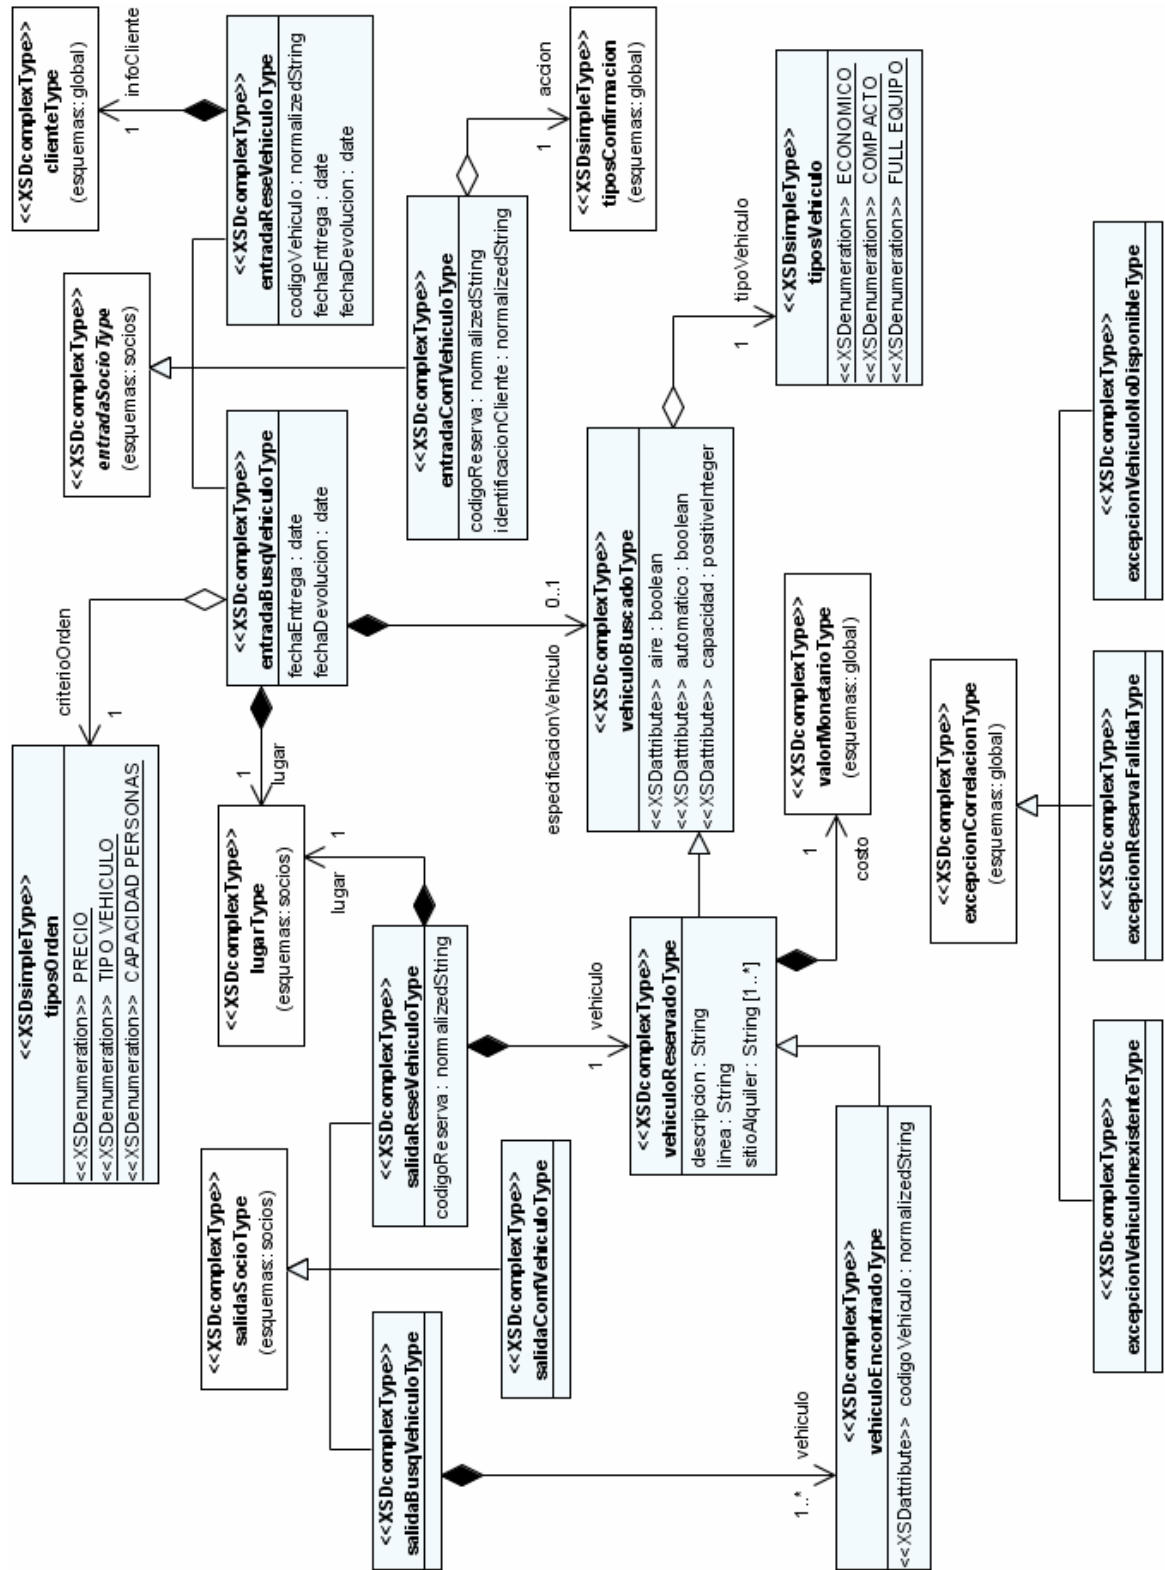 <<XSDsimpleType>>
tiposOrden
<<XSDenumeration>> PRECIO
<<XSDenumeration>> TIPO VEHICULO
<<XSDenumeration>> CAPACIDAD PERSONAS
criterioOrden
1
<<XSDcomplexType>>
entradaSocioType
(esquemas::socios)
<<XSDcomplexType>>
clienteType
(esquemas::global)
1
infoCliente
<<XSDcomplexType>>
salidaSocioType
(esquemas::socios)
<<XSDcomplexType>>
lugarType
(esquemas::socios)
1
lugar
lugar
1
<<XSDcomplexType>>
entradaBusqVehiculoType
fechaEntrega : date
fechaDevolucion : date
<<XSDcomplexType>>
entradaReseVehiculoType
codigoVehiculo : normalizedString
fechaEntrega : date
fechaDevolucion : date
<<XSDcomplexType>>
salidaBusqVehiculoType
<<XSDcomplexType>>
salidaReseVehiculoType
codigoReserva : normalizedString
<<XSDcomplexType>>
salidaConfVehiculoType
<<XSDcomplexType>>
entradaConfVehiculoType
codigoReserva : normalizedString
identificacionCliente : normalizedString
1
accion
<<XSDsimpleType>>
tiposConfirmacion
(esquemas::global)
1
vehiculo
especificacionVehiculo
0..1
<<XSDcomplexType>>
vehiculoReservadoType
descripcion : String
linea : String
sitioAlquiler : String [1..*]
<<XSDcomplexType>>
vehiculoBuscadoType
<<XSDattribute>> aire : boolean
<<XSDattribute>> automatico : boolean
<<XSDattribute>> capacidad : positiveInteger
1
tipoVehiculo
<<XSDsimpleType>>
tiposVehiculo
<<XSDenumeration>> ECONOMICO
<<XSDenumeration>> COMPACTO
<<XSDenumeration>> FULL EQUIPO
1
costo
<<XSDcomplexType>>
valorMonetarioType
(esquemas::global)
1..*
vehiculo
<<XSDcomplexType>>
vehiculoEncontradoType
<<XSDattribute>> codigoVehiculo : normalizedString
<<XSDcomplexType>>
excepcionCorrelacionType
(esquemas::global)
<<XSDcomplexType>>
excepcionVehiculoInexistenteType
<<XSDcomplexType>>
excepcionReservaFallidaType
<<XSDcomplexType>>
excepcionVehiculoNoDisponibleType